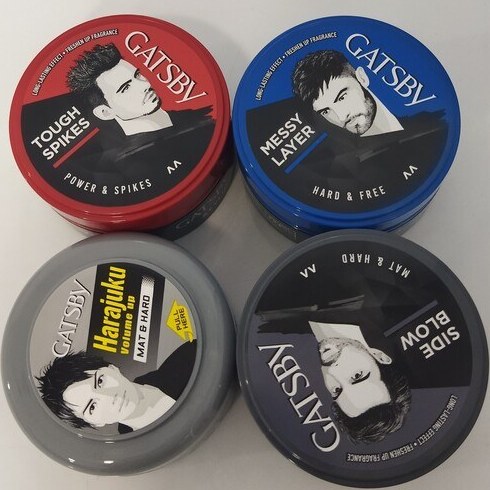 LONG-LASTING EFFECT • FRESHEN UP FRAGRANCE
GATSBY
TOUGH
SPIKES
POWER & SPIKES
GATSBY
LONG-LASTING EFFECT • FRESHEN UP FRAGRANCE
GATSBY
MESSY
LAYER
HARD & FREE
GATSBY
Harajuku
volume up
MAT & HARD
PULL
HERE
LONG-LASTING EFFECT • FRESHEN UP FRAGRANCE
GATSBY
SIDE
BLOW
MAT & HARD